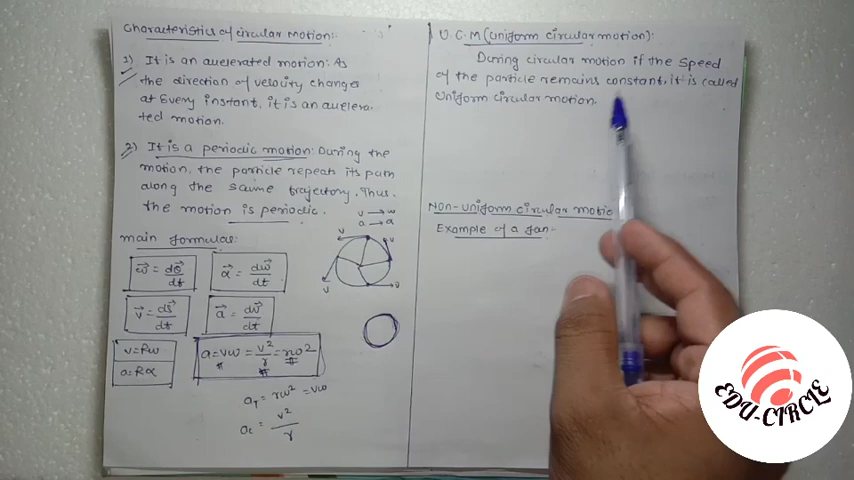 Characteristics of circular motion:-
1) It is an accelerated motion: As
the direction of velocity changes
at every instant, it is an accelera-
ted motion.
2) It is a periodic motion: During the
motion, the particle repeats its path
along the same trajectory. Thus.
the motion is periodic.
v → ω
a → α
v
v
v
v
main formulas:
ω⃗ = dθ⃗/dt
α⃗ = dω⃗/dt
v⃗ = ds⃗/dt
a⃗ = dv⃗/dt
v=Rω
a=Rα
a=vω = v²/r = rω²
a_T = rω² = vω
a_c = v²/r
U.C.M (Uniform circular motion):
During circular motion if the speed
of the particle remains constant, it is called
Uniform circular motion.
Non-uniform circular motio
Example of a fan:-
EDU-CIRCLE